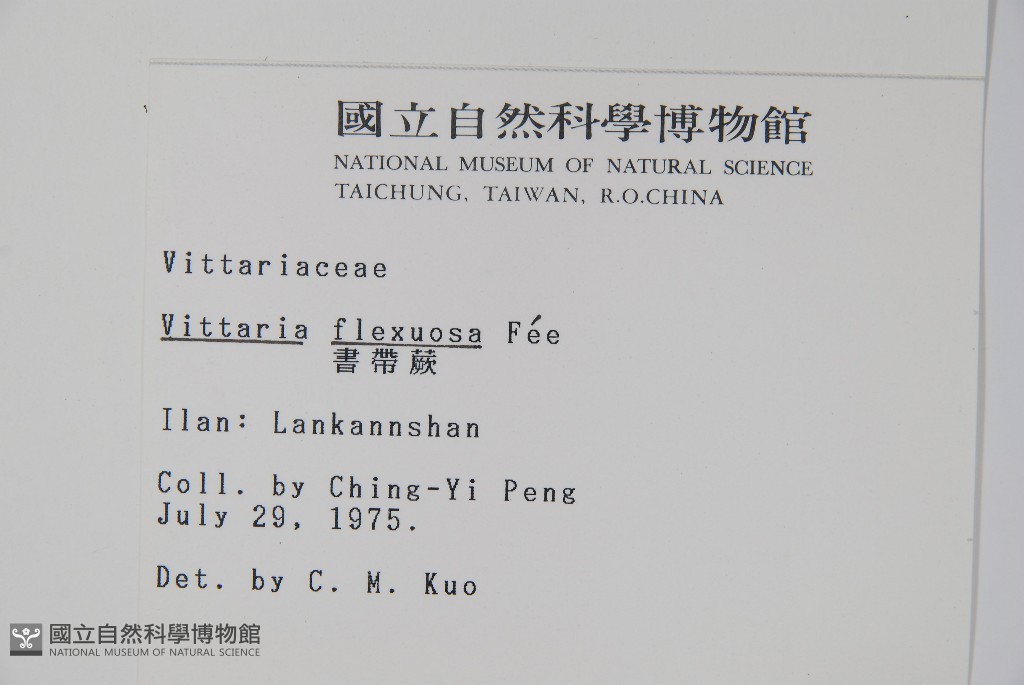 國立自然科學博物館
NATIONAL MUSEUM OF NATURAL SCIENCE
TAICHUNG, TAIWAN, R.O.CHINA
Vittariaceae
Vittaria flexuosa Fée
書帶蕨
Ilan: Lankannshan
Coll. by Ching-Yi Peng
July 29, 1975.
Det. by C. M. Kuo
國立自然科學博物館
NATIONAL MUSEUM OF NATURAL SCIENCE